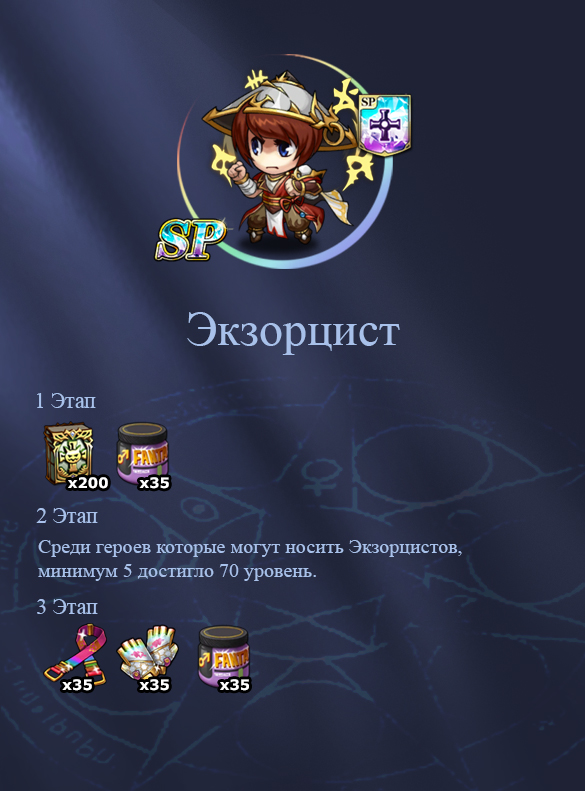 SP
SP
Экзорцист
1 Этап
x200
x35
2 Этап
Среди героев которые могут носить Экзорцистов,
минимум 5 достигло 70 уровень.
3 Этап
x35
x35
x35